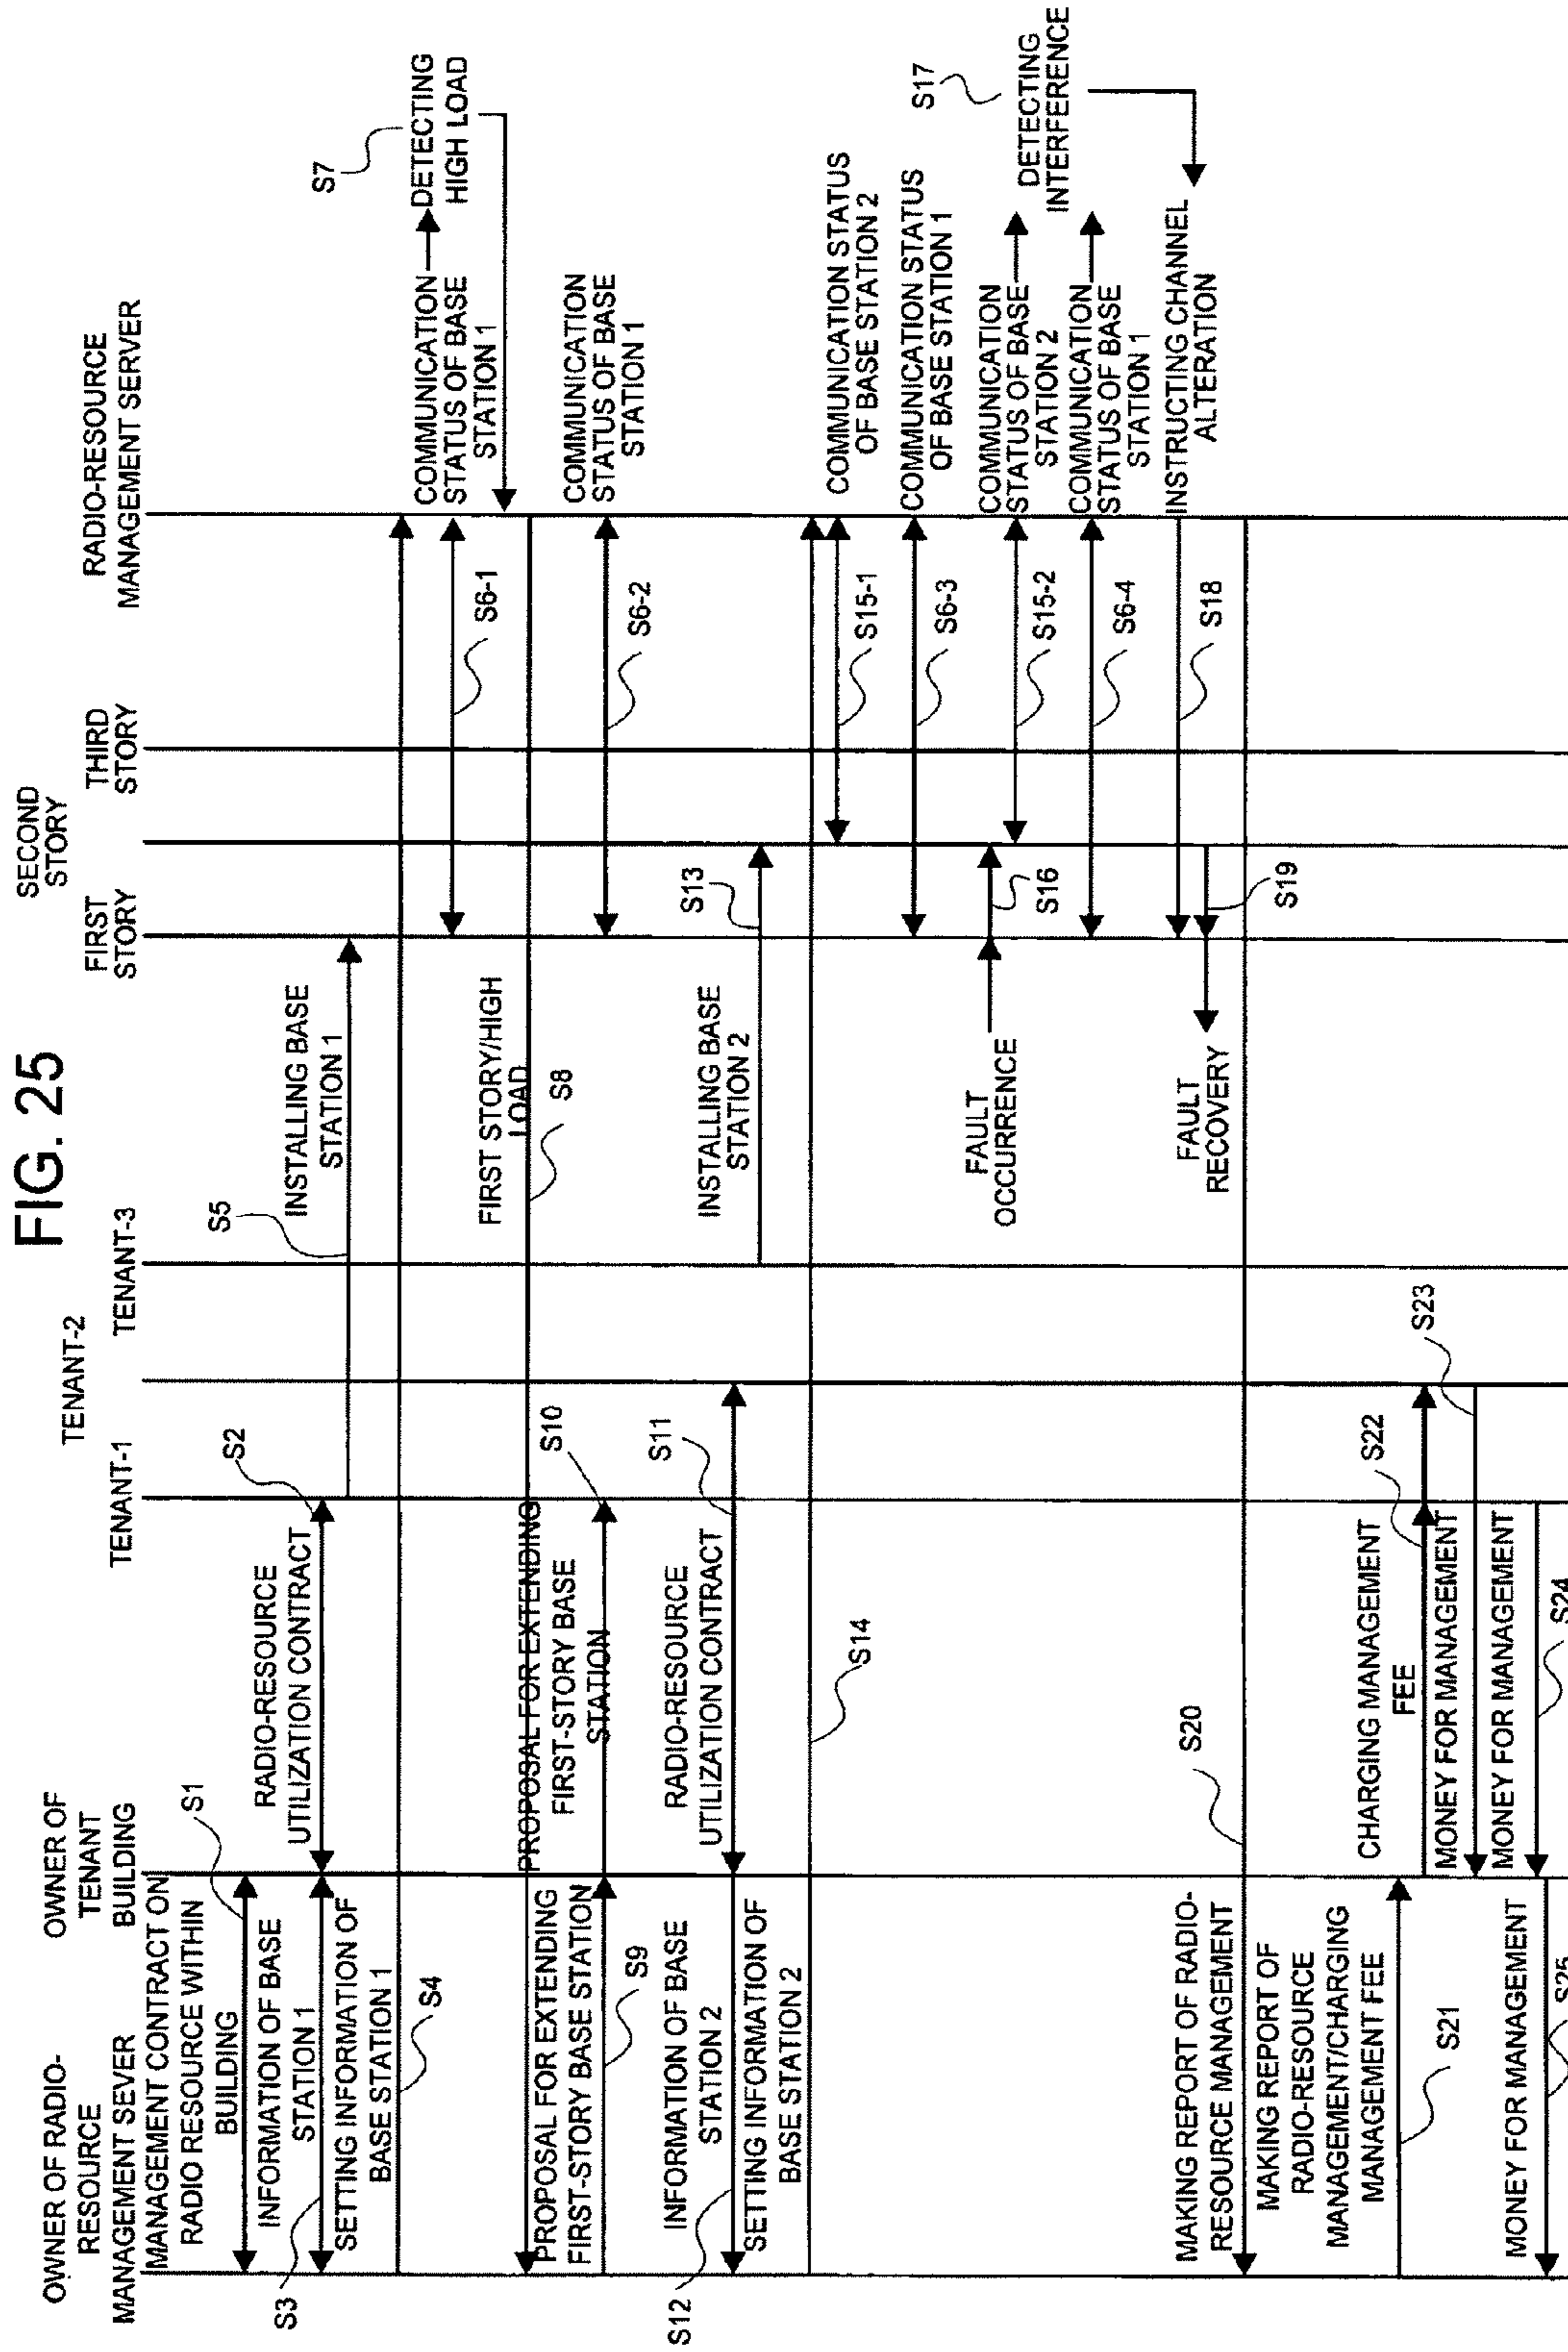 FIG. 25
OWNER OF RADIO-
RESOURCE
MANAGEMENT SEVER
OWNER OF
TENANT
BUILDING
TENANT-1
TENANT-2
TENANT-3
FIRST
STORY
SECOND
STORY
THIRD
STORY
RADIO-RESOURCE
MANAGEMENT SERVER
MANAGEMENT CONTRACT ON
RADIO RESOURCE WITHIN
BUILDING
S1
RADIO-RESOURCE
UTILIZATION CONTRACT
S2
INFORMATION OF BASE
STATION 1
S3
SETTING INFORMATION OF
BASE STATION 1
S4
S5
INSTALLING BASE
STATION 1
S6-1
COMMUNICATION
STATUS OF BASE
STATION 1
S7
DETECTING
HIGH LOAD
FIRST STORY/HIGH
LOAD
S8
PROPOSAL FOR EXTENDING
FIRST-STORY BASE STATION
S9
PROPOSAL FOR EXTENDING
FIRST-STORY BASE
STATION
S10
S6-2
COMMUNICATION
STATUS OF BASE
STATION 1
RADIO-RESOURCE
UTILIZATION CONTRACT
S11
INFORMATION OF BASE
STATION 2
S12
INSTALLING BASE
STATION 2
S13
SETTING INFORMATION OF
BASE STATION 2
S14
S15-1
COMMUNICATION STATUS
OF BASE STATION 2
S6-3
COMMUNICATION STATUS
OF BASE STATION 1
FAULT
OCCURRENCE
S16
S15-2
COMMUNICATION
STATUS OF BASE
STATION 2
S17
DETECTING
INTERFERENCE
S6-4
COMMUNICATION
STATUS OF BASE
STATION 1
S18
INSTRUCTING CHANNEL
ALTERATION
FAULT
RECOVERY
S19
MAKING REPORT OF RADIO-
RESOURCE MANAGEMENT
S20
MAKING REPORT OF
RADIO-RESOURCE
MANAGEMENT/CHARGING
MANAGEMENT FEE
S21
CHARGING MANAGEMENT
FEE
S22
MONEY FOR MANAGEMENT
S23
MONEY FOR MANAGEMENT
S24
MONEY FOR MANAGEMENT
S25